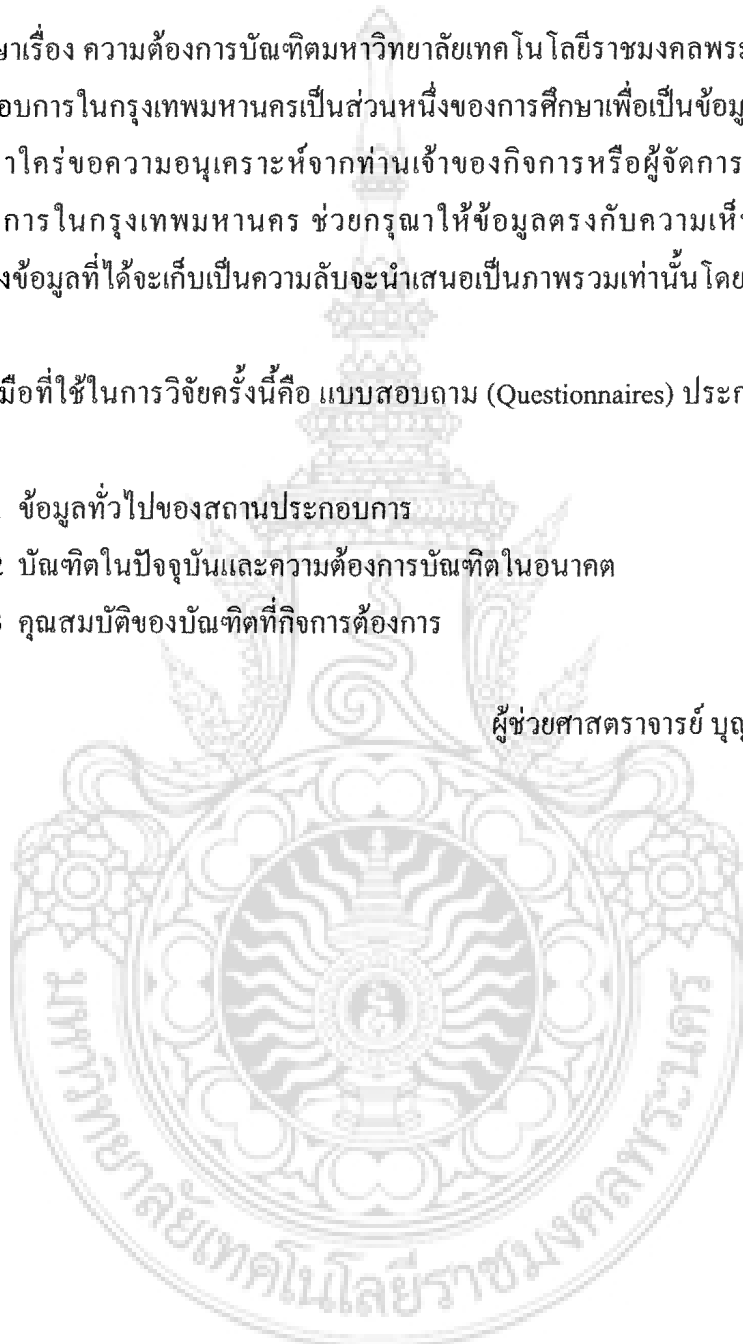 ษาเรื่อง ความต้องการบัณฑิตมหาวิทยาลัยเทคโนโลยีราชมงคลพระ
อบการในกรุงเทพมหานครเป็นส่วนหนึ่งของการศึกษาเพื่อเป็นข้อมู
าใคร่ขอความอนุเคราะห์จากท่านเจ้าของกิจการหรือผู้จัดการ
การในกรุงเทพมหานคร ช่วยกรุณาให้ข้อมูลตรงกับความเห็
งข้อมูลที่ได้จะเก็บเป็นความลับจะนำเสนอเป็นภาพรวมเท่านั้น โดย
มือที่ใช้ในการวิจัยครั้งนี้คือ แบบสอบถาม (Questionnaires) ประก
ข้อมูลทั่วไปของสถานประกอบการ
2 บัณฑิตในปัจจุบันและความต้องการบัณฑิตในอนาคต
3 คุณสมบัติของบัณฑิตที่กิจการต้องการ
ผู้ช่วยศาสตราจารย์ บุญ
มหาวิทยาลัยเทคโนโลยีราชมงคลพระนคร